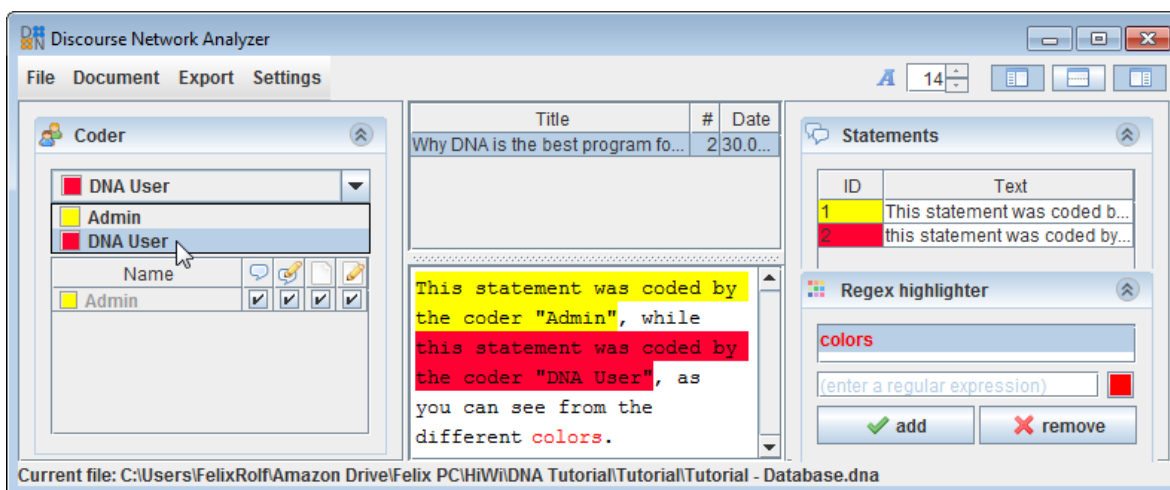 Discourse Network Analyzer
File Document Export Settings
14
Coder
DNA User
Admin
DNA User
Name
Admin
Title # Date
Why DNA is the best program fo... 2 30.0...
This statement was coded by
the coder "Admin", while
this statement was coded by
the coder "DNA User", as
you can see from the
different colors.
Statements
ID Text
1 This statement was coded b...
2 this statement was coded by...
Regex highlighter
colors
(enter a regular expression)
add remove
Current file: C:\Users\FelixRolf\Amazon Drive\Felix PC\HiWi\DNA Tutorial\Tutorial\Tutorial - Database.dna